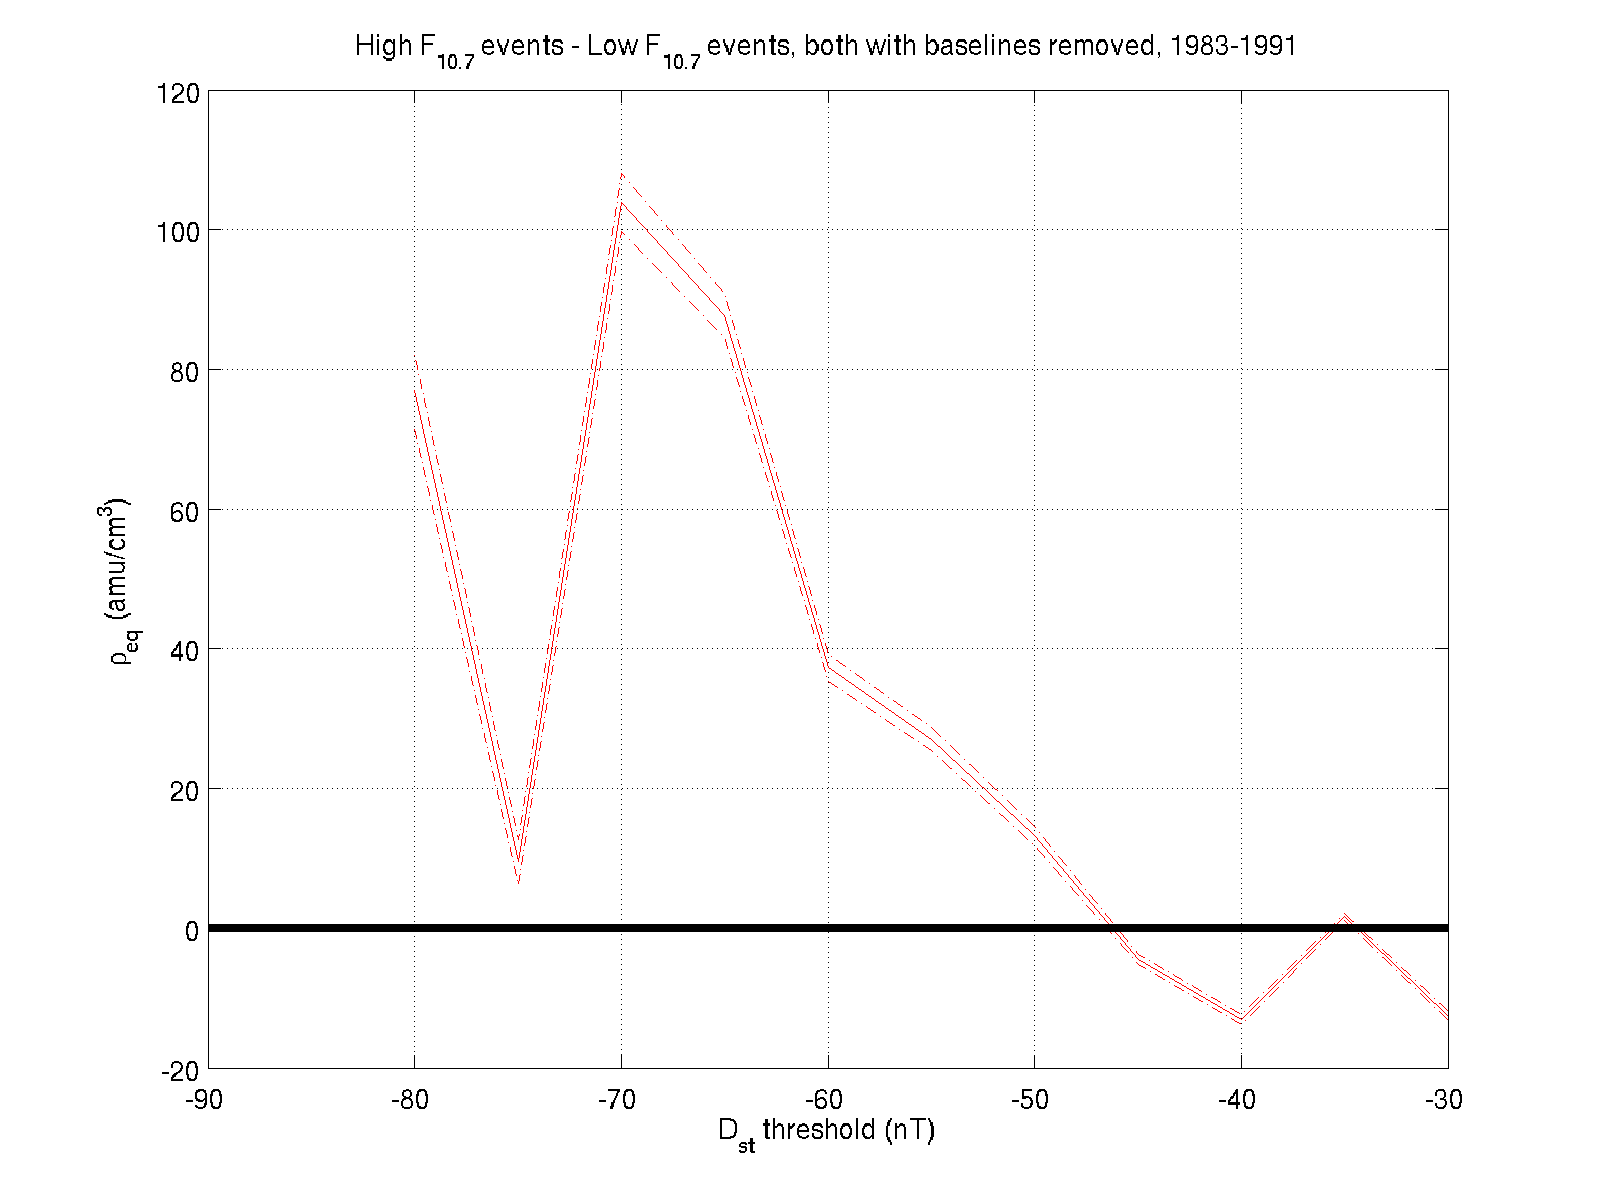 High F10.7 events - Low F10.7 events, both with baselines removed, 1983-1991
120
100
80
60
40
20
0
-20
ρeq (amu/cm3)
-90 -80 -70 -60 -50 -40 -30
Dst threshold (nT)